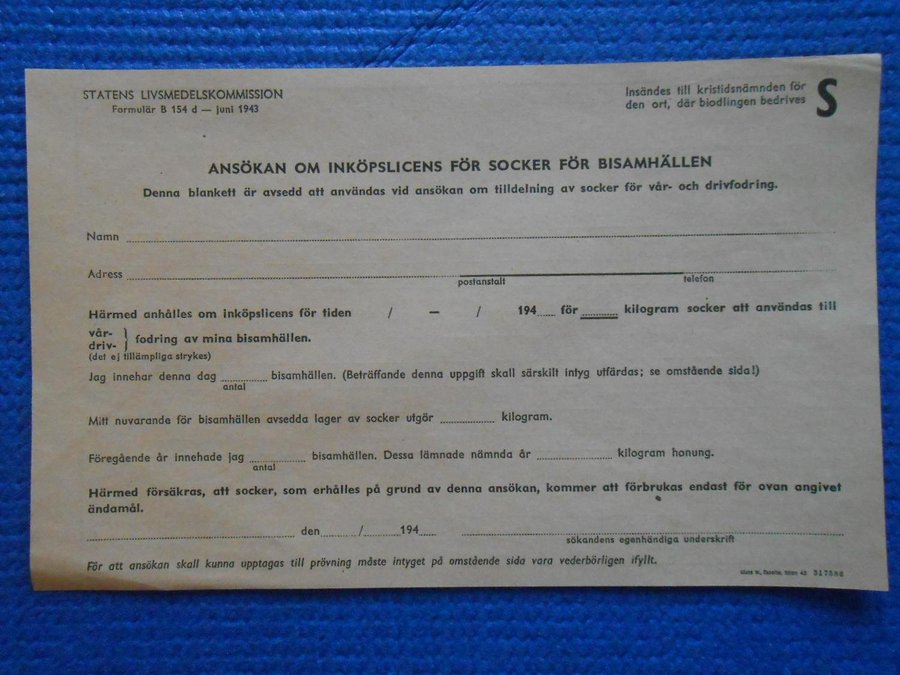 STATENS LIVSMEDELSKOMMISSION
Formulär B 154 d — juni 1943
Insändes till kristidsnämnden för
den ort, där biodlingen bedrives
S
ANSÖKAN OM INKÖPSLICENS FÖR SOCKER FÖR BISAMHÄLLEN
Denna blankett är avsedd att användas vid ansökan om tilldelning av socker för vår- och drivfodring.
Namn
Adress
postanstalt telefon
Härmed anhålles om inköpslicens för tiden / — / 194 för kilogram socker att användas till
vår-
driv- } fodring av mina bisamhällen.
(det ej tillämpliga strykes)
Jag innehar denna dag bisamhällen. (Beträffande denna uppgift skall särskilt intyg utfärdas; se omstående sida!)
antal
Mitt nuvarande för bisamhällen avsedda lager av socker utgör kilogram.
Föregående år innehade jag bisamhällen. Dessa lämnade nämnda år kilogram honung.
antal
Härmed försäkras, att socker, som erhålles på grund av denna ansökan, kommer att förbrukas endast för ovan angivet
ändamål.
den / 194
sökandens egenhändiga underskrift
För att ansökan skall kunna upptagas till prövning måste intyget på omstående sida vara vederbörligen ifyllt.